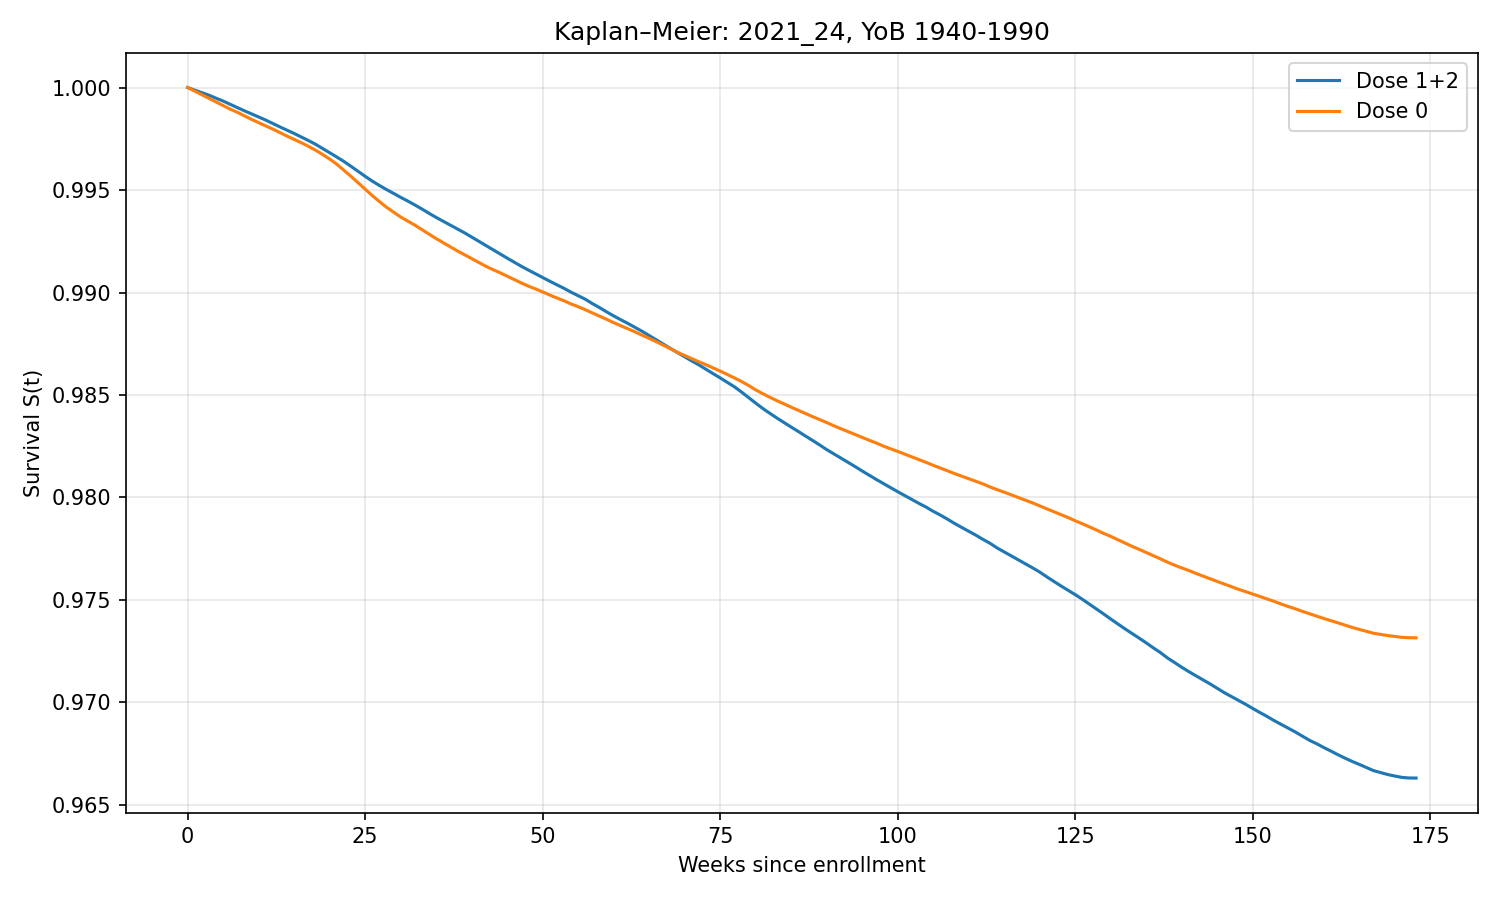 Kaplan–Meier: 2021_24, YoB 1940-1990
Dose 1+2
Dose 0
Survival S(t)
1.000
0.995
0.990
0.985
0.980
0.975
0.970
0.965
0 25 50 75 100 125 150 175
Weeks since enrollment